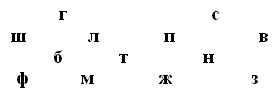 г с
ш л п в
б т н
ф м ж з